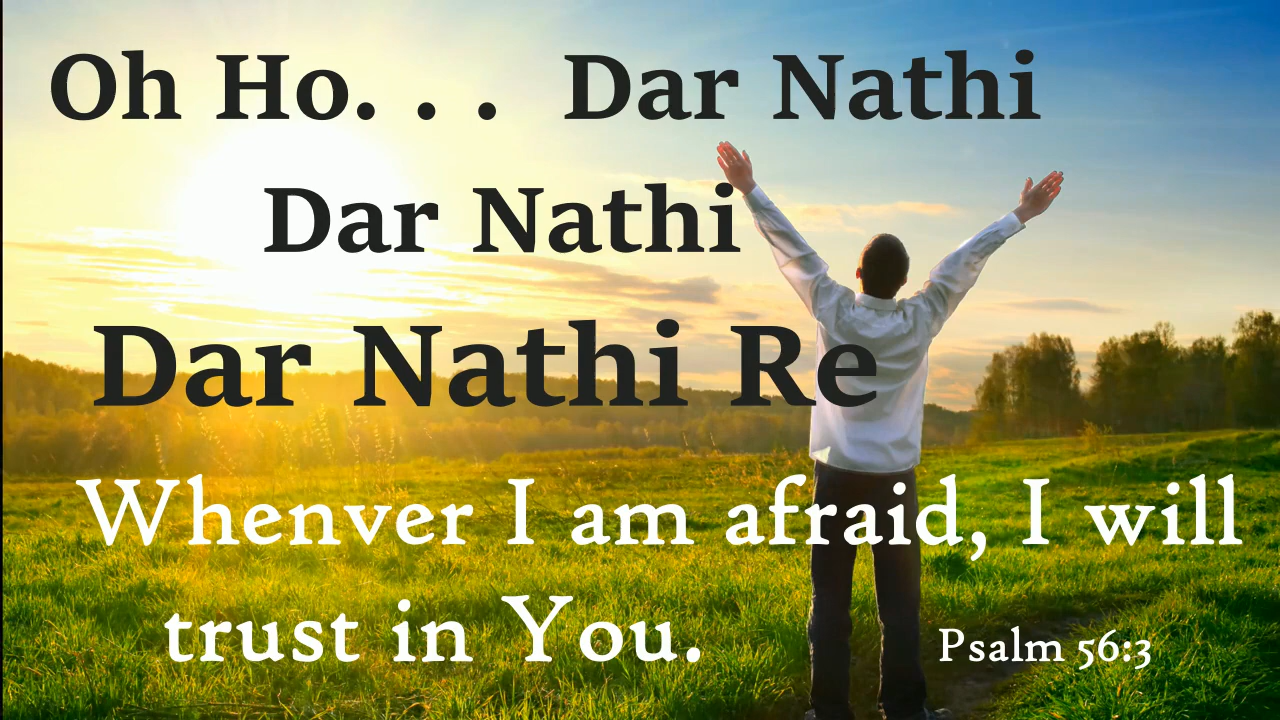 Oh Ho. . . Dar Nathi
Dar Nathi
Dar Nathi Re
Whenver I am afraid, I will
trust in You.
Psalm 56:3